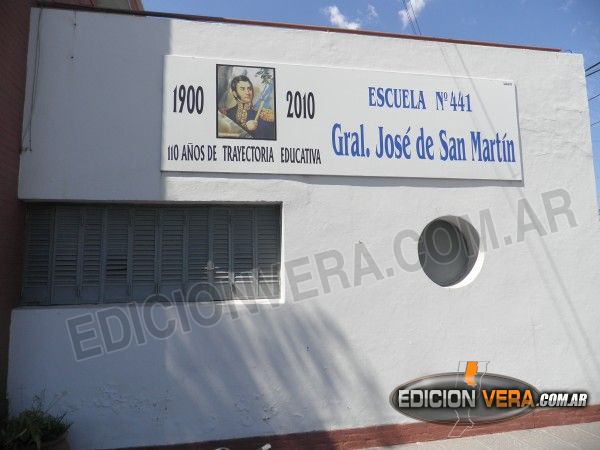 1900
2010
110 AÑOS DE TRAYECTORIA EDUCATIVA
ESCUELA Nº 441
Gral. José de San Martín
EDICIONVERA.COM.AR
EDICION VERA.COM.AR